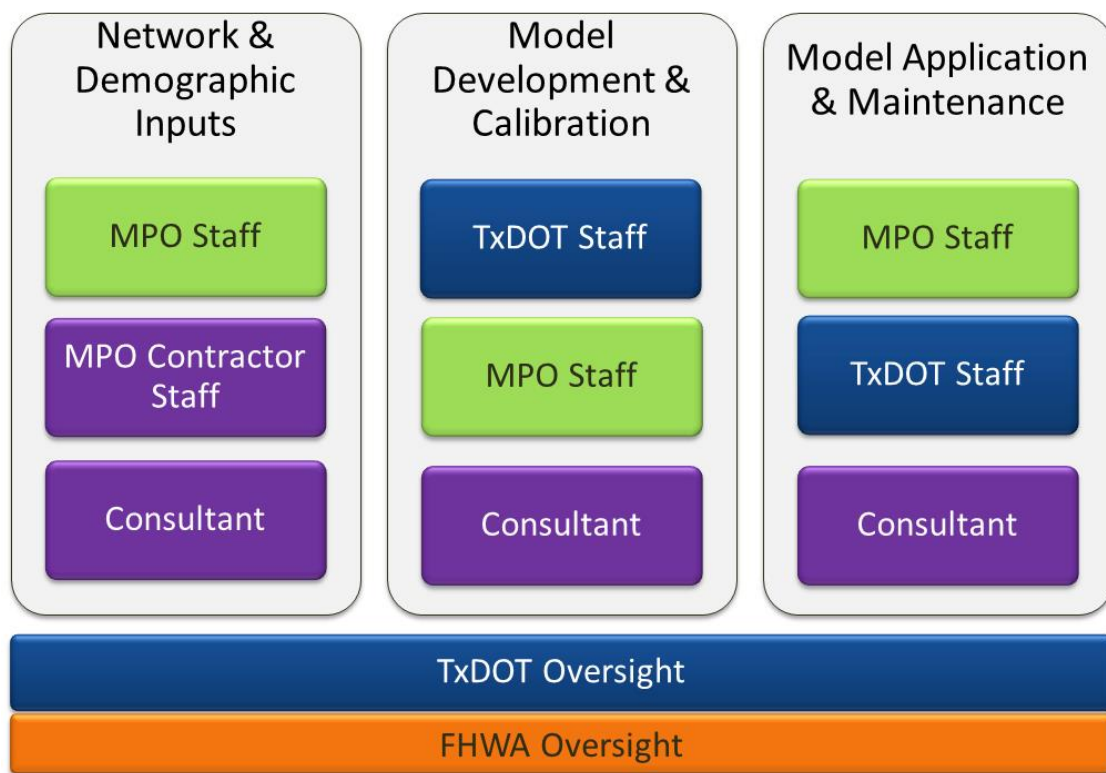 Network &
Demographic
Inputs
MPO Staff
MPO Contractor
Staff
Consultant
Model
Development &
Calibration
TxDOT Staff
MPO Staff
Consultant
Model Application
& Maintenance
MPO Staff
TxDOT Staff
Consultant
TxDOT Oversight
FHWA Oversight